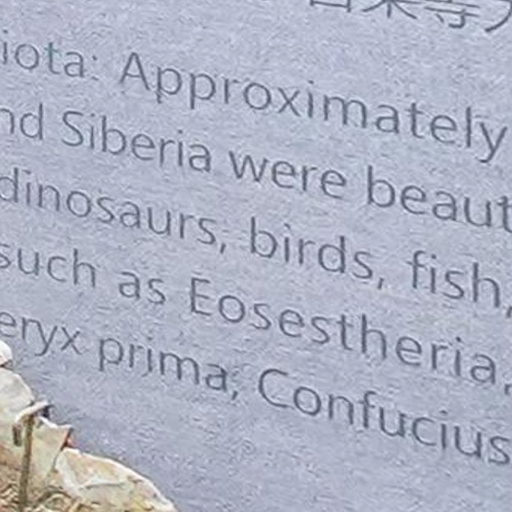 iota: Approximately
nd Siberia were beaut
dinosaurs, birds, fish,
such as Eosestheria,
eryx prima, Confucius